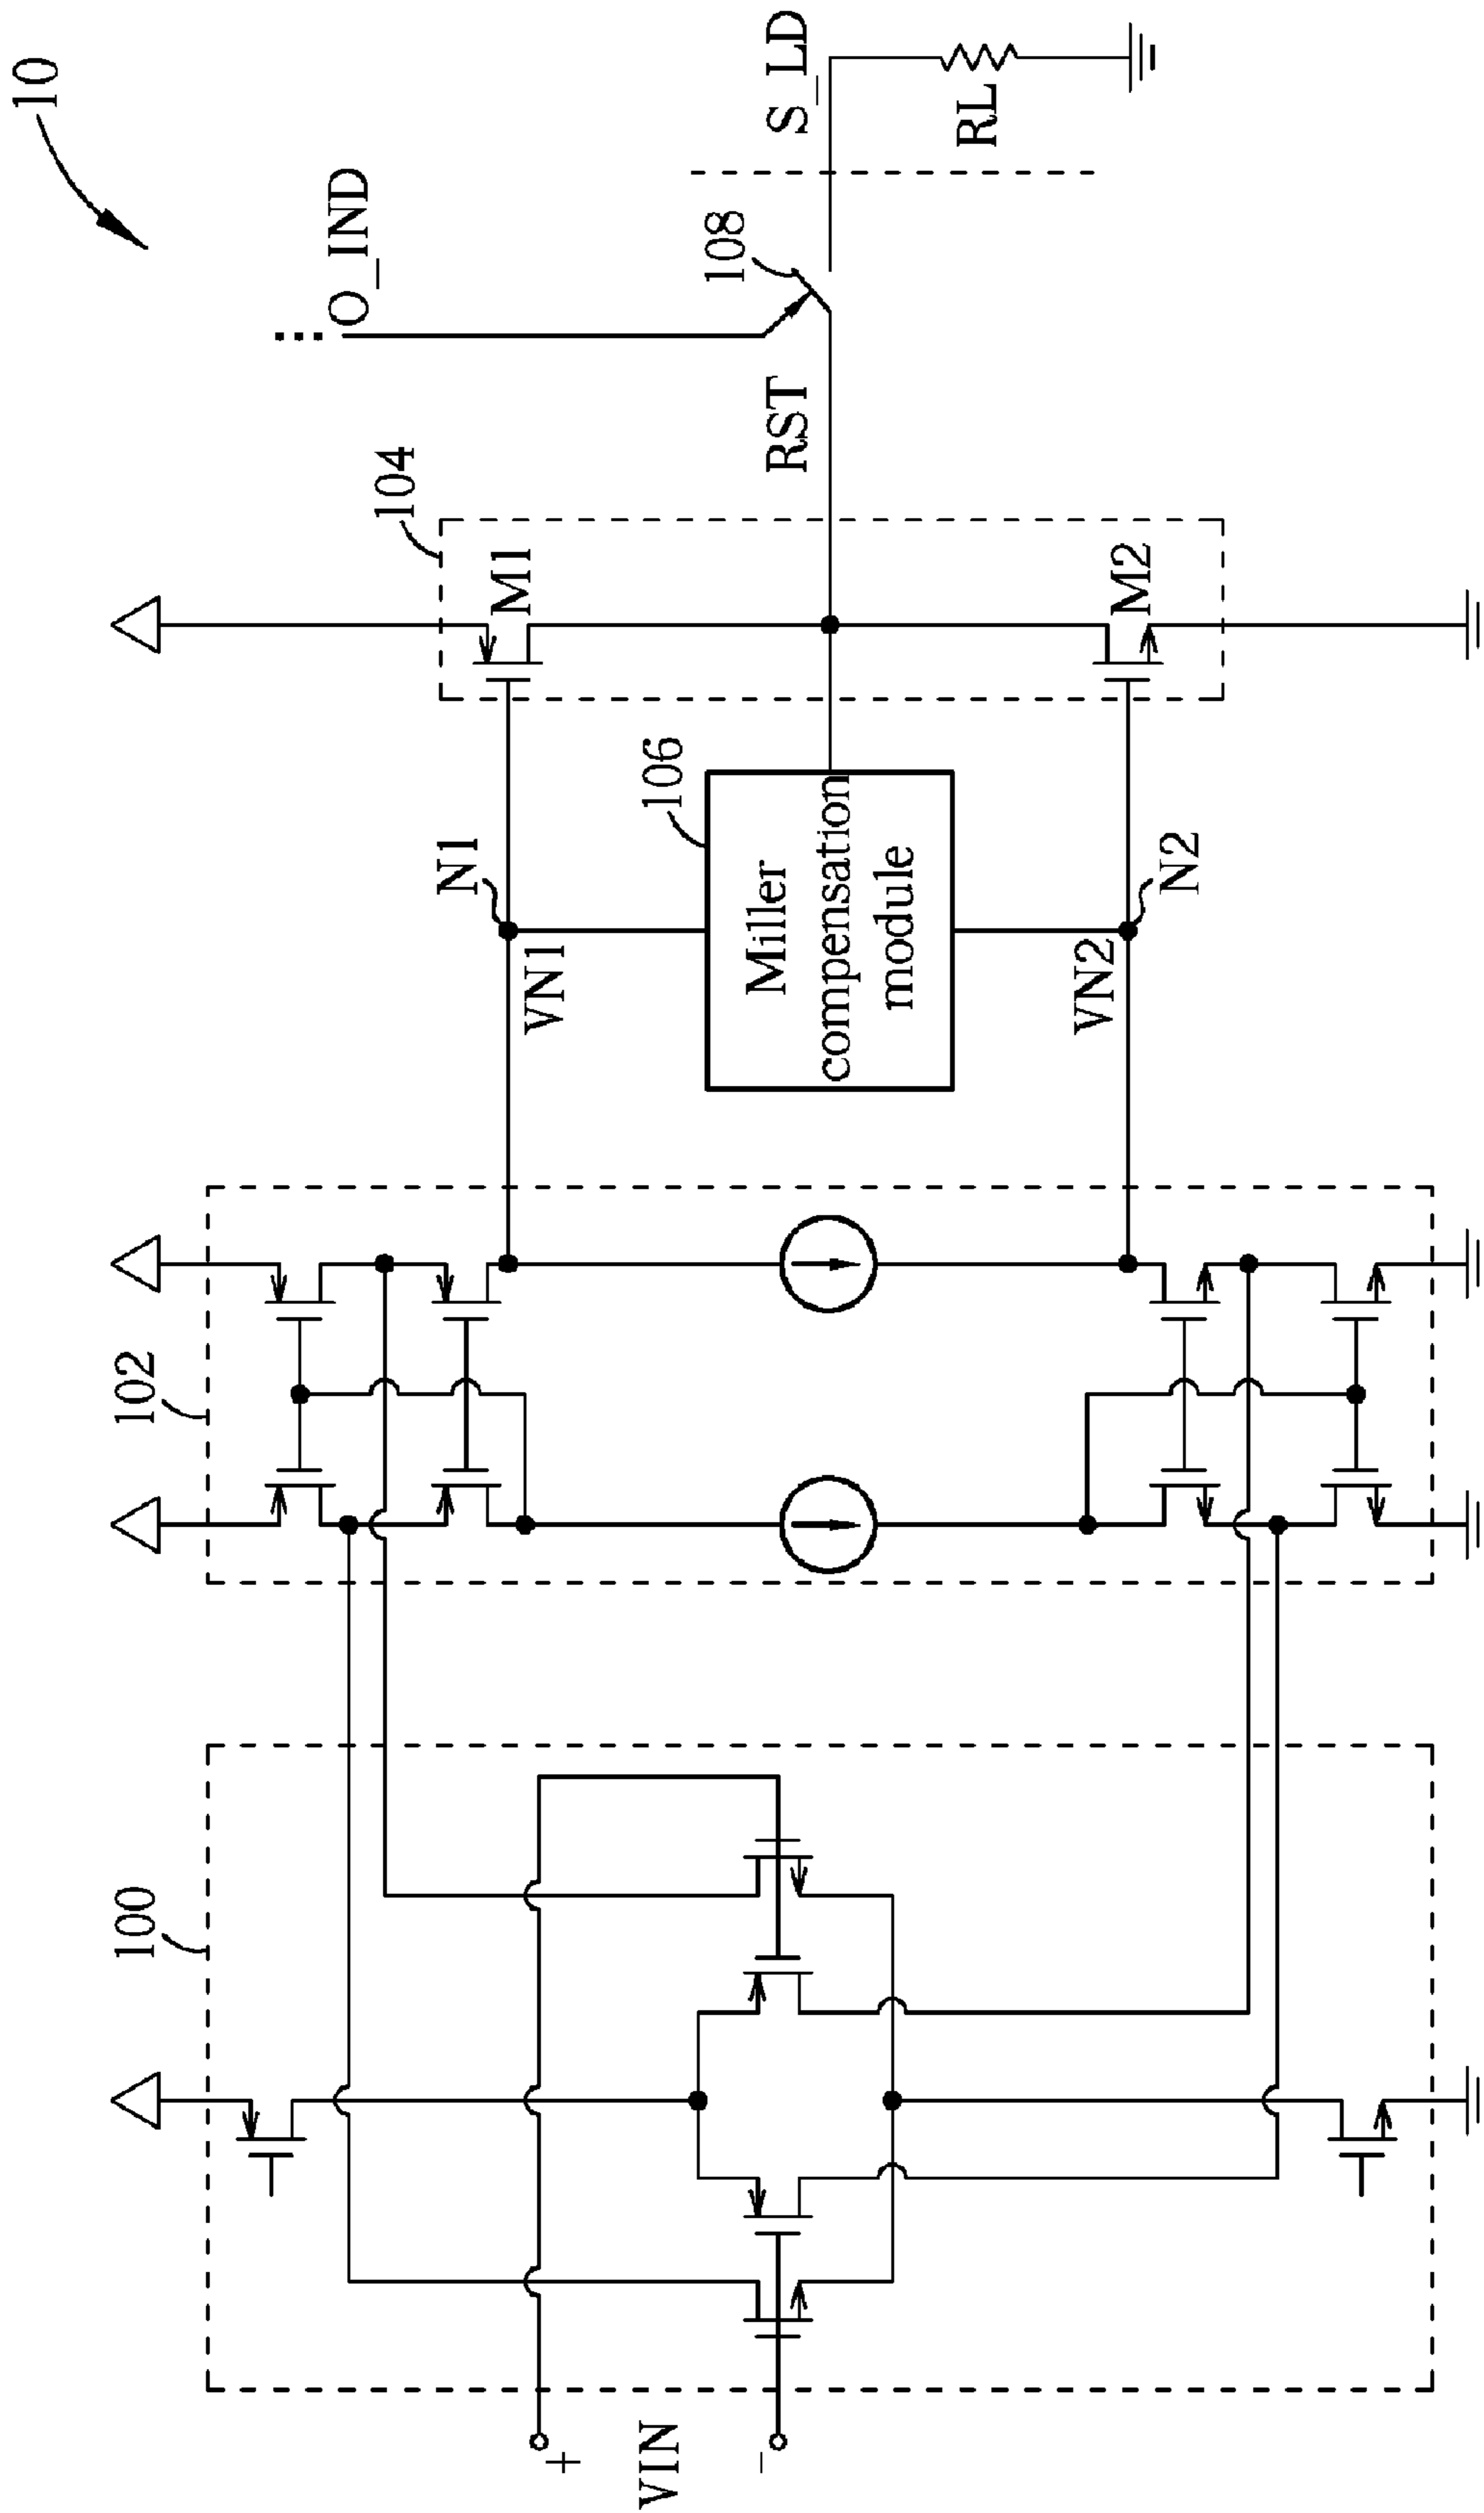 10
O_IND
108
S_LD
RL
RST
104
M1
M2
106
N1
VN1
Miller
compensation
module
VN2
N2
102
100
+
VIN
−